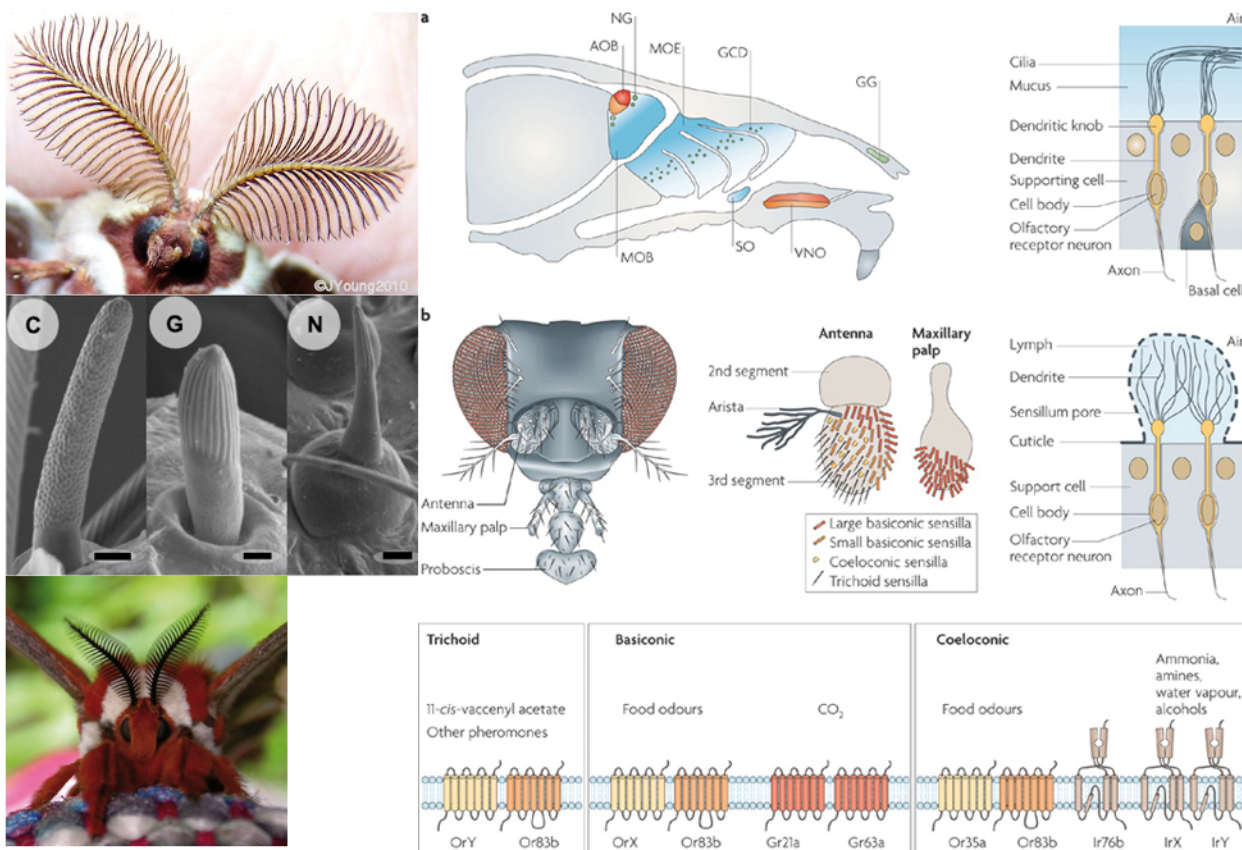 ©JYoung2010
C
G
N
a
NG
AOB
MOE
GCD
GG
MOB
SO
VNO
Air
Cilia
Mucus
Dendritic knob
Dendrite
Supporting cell
Cell body
Olfactory
receptor neuron
Axon
Basal cell
b
Antenna
Maxillary palp
Proboscis
Antenna
Maxillary
palp
2nd segment
Arista
3rd segment
Large basiconic sensilla
Small basiconic sensilla
Coeloconic sensilla
Trichoid sensilla
Air
Lymph
Dendrite
Sensillum pore
Cuticle
Support cell
Cell body
Olfactory
receptor neuron
Axon
Trichoid
11-cis-vaccenyl acetate
Other pheromones
OrY
Or83b
Basiconic
Food odours
CO₂
OrX
Or83b
Gr21a
Gr63a
Coeloconic
Food odours
Ammonia,
amines,
water vapour,
alcohols
Or35a
Or83b
Ir76b
IrX
IrY